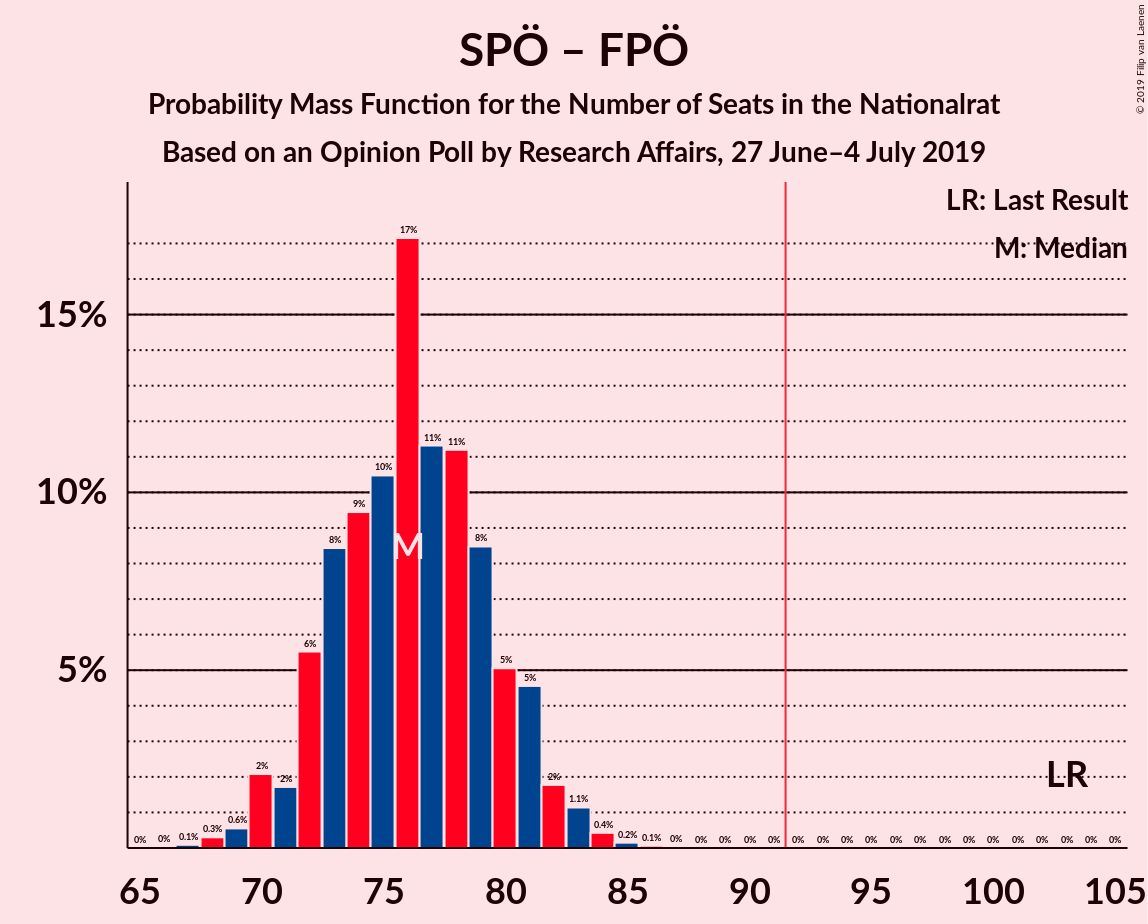 SPÖ – FPÖ
Probability Mass Function for the Number of Seats in the Nationalrat
Based on an Opinion Poll by Research Affairs, 27 June–4 July 2019
© 2019 Filip van Laenen
LR: Last Result
M: Median
15%
10%
5%
0% 0% 0.1% 0.3% 0.6% 2% 2% 6% 8% 9% 10% 17% 11% 11% 8% 5% 5% 2% 1.1% 0.4% 0.2% 0.1% 0% 0% 0% 0% 0% 0% 0% 0% 0% 0% 0% 0% 0% 0% 0% 0% 0% 0% 0%
M
LR
65 70 75 80 85 90 95 100 105